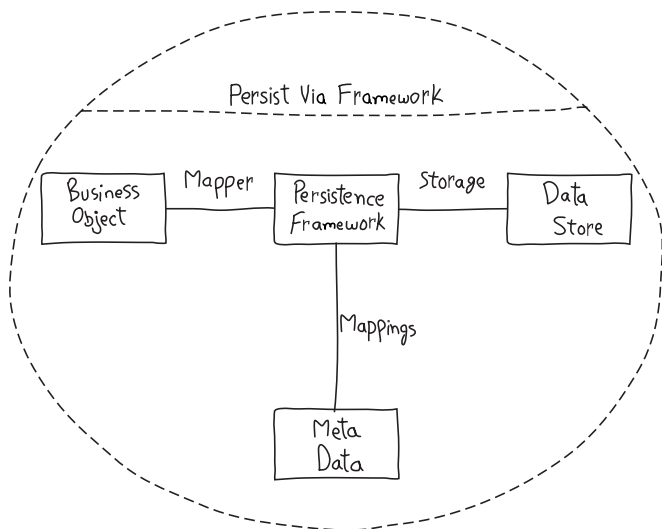 Persist Via Framework
Business
Object
Mapper
Persistence
Framework
Storage
Data
Store
Mappings
Meta
Data